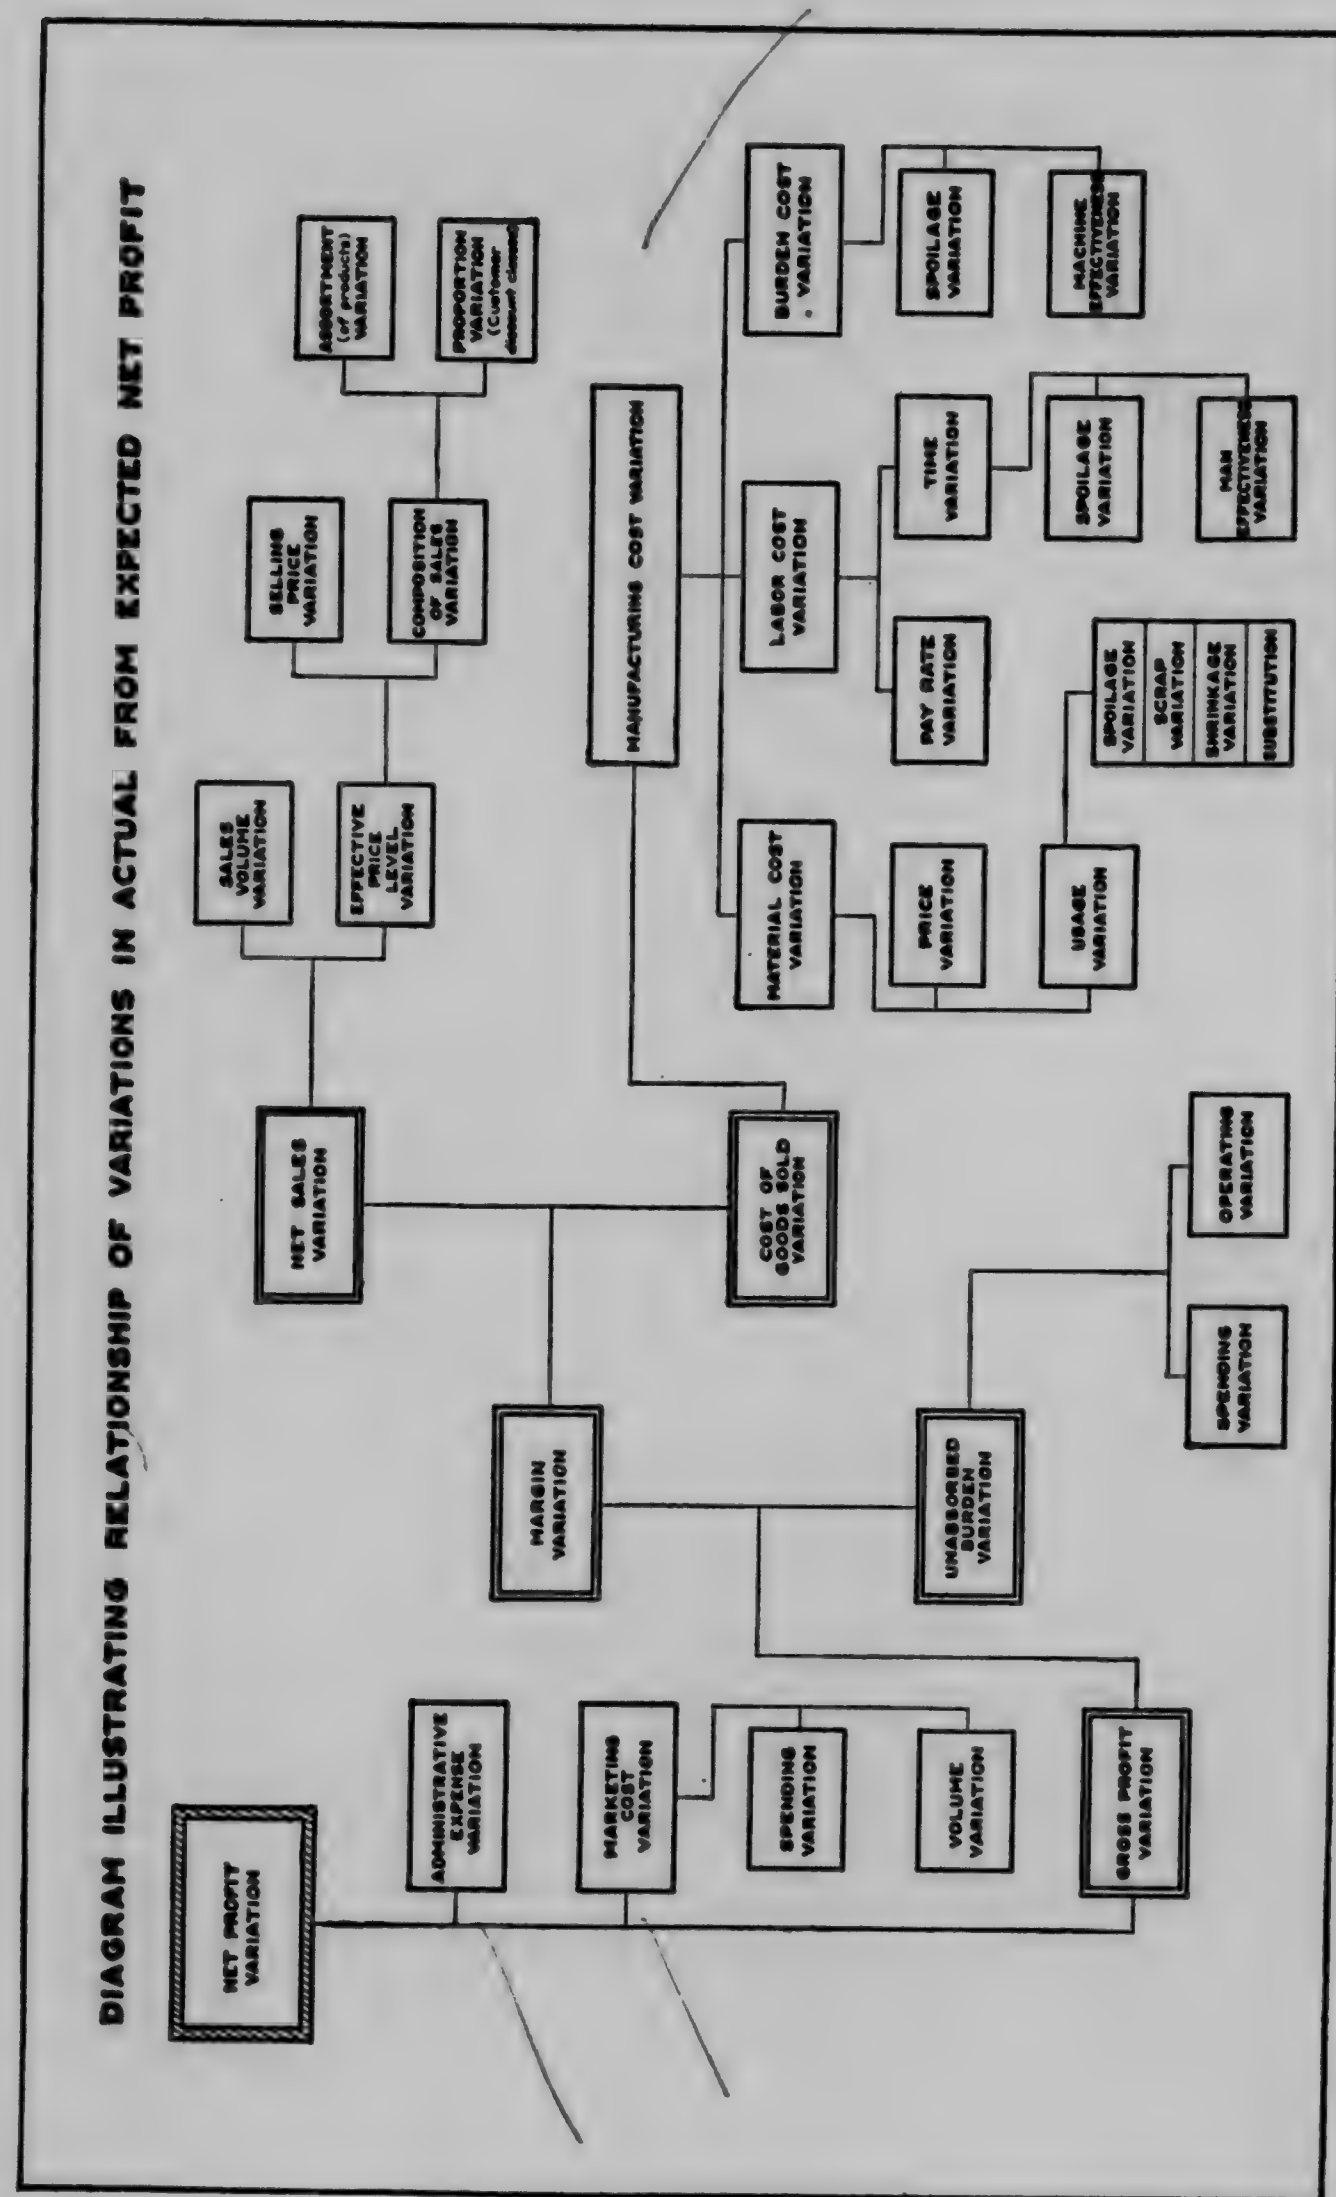 DIAGRAM ILLUSTRATING RELATIONSHIP OF VARIATIONS IN ACTUAL FROM EXPECTED NET PROFIT
NET PROFIT
VARIATION
ADMINISTRATIVE
EXPENSE
VARIATION
MARKETING
COST
VARIATION
SPENDING
VARIATION
VOLUME
VARIATION
GROSS PROFIT
VARIATION
MARGIN
VARIATION
UNABSORBED
BURDEN
VARIATION
SPENDING
VARIATION
OPERATING
VARIATION
NET SALES
VARIATION
COST OF
GOODS SOLD
VARIATION
SALES
VOLUME
VARIATION
EFFECTIVE
PRICE
LEVEL
VARIATION
SELLING
PRICE
VARIATION
COMPOSITION
OF SALES
VARIATION
ASSORTMENT
(of products)
VARIATION
PROPORTION
VARIATION
(Customer
discount classes
MANUFACTURING COST VARIATION
MATERIAL COST
VARIATION
PRICE
VARIATION
USAGE
VARIATION
SPOILAGE
VARIATION
SCRAP
VARIATION
SHRINKAGE
VARIATION
SUBSTITUTION
LABOR COST
VARIATION
PAY RATE
VARIATION
TIME
VARIATION
SPOILAGE
VARIATION
MAN
EFFECTIVENESS
VARIATION
BURDEN COST
VARIATION
SPOILAGE
VARIATION
MACHINE
EFFECTIVENESS
VARIATION